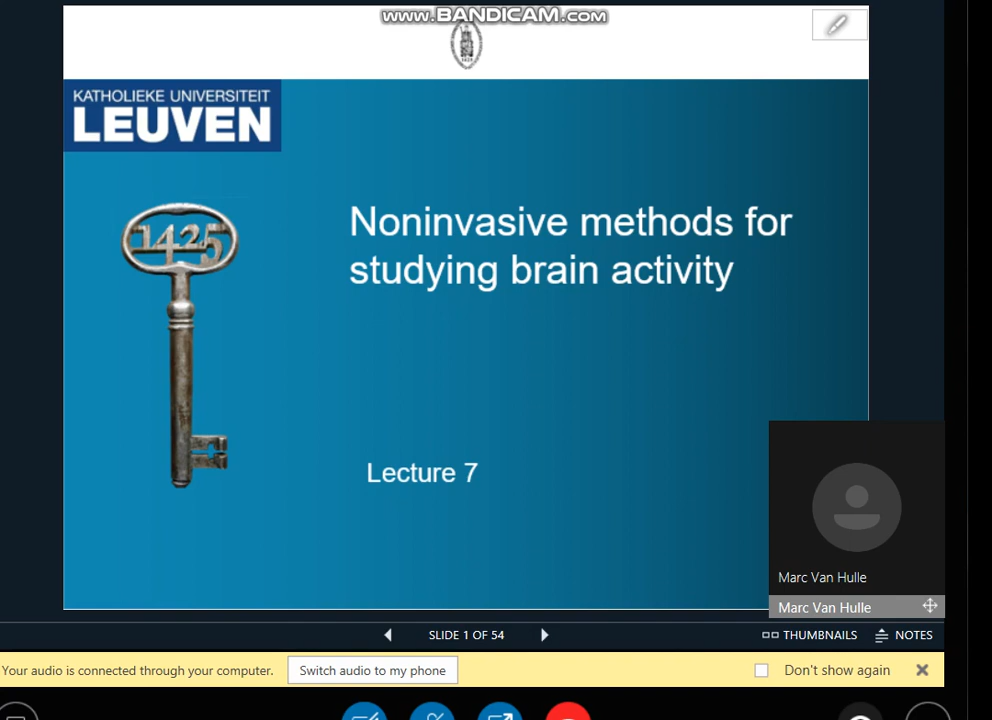 www.BANDICAM.com
KATHOLIEKE UNIVERSITEIT
LEUVEN
1425
Noninvasive methods for
studying brain activity
Lecture 7
Marc Van Hulle
Marc Van Hulle
SLIDE 1 OF 54
THUMBNAILS
NOTES
Your audio is connected through your computer.
Switch audio to my phone
Don't show again